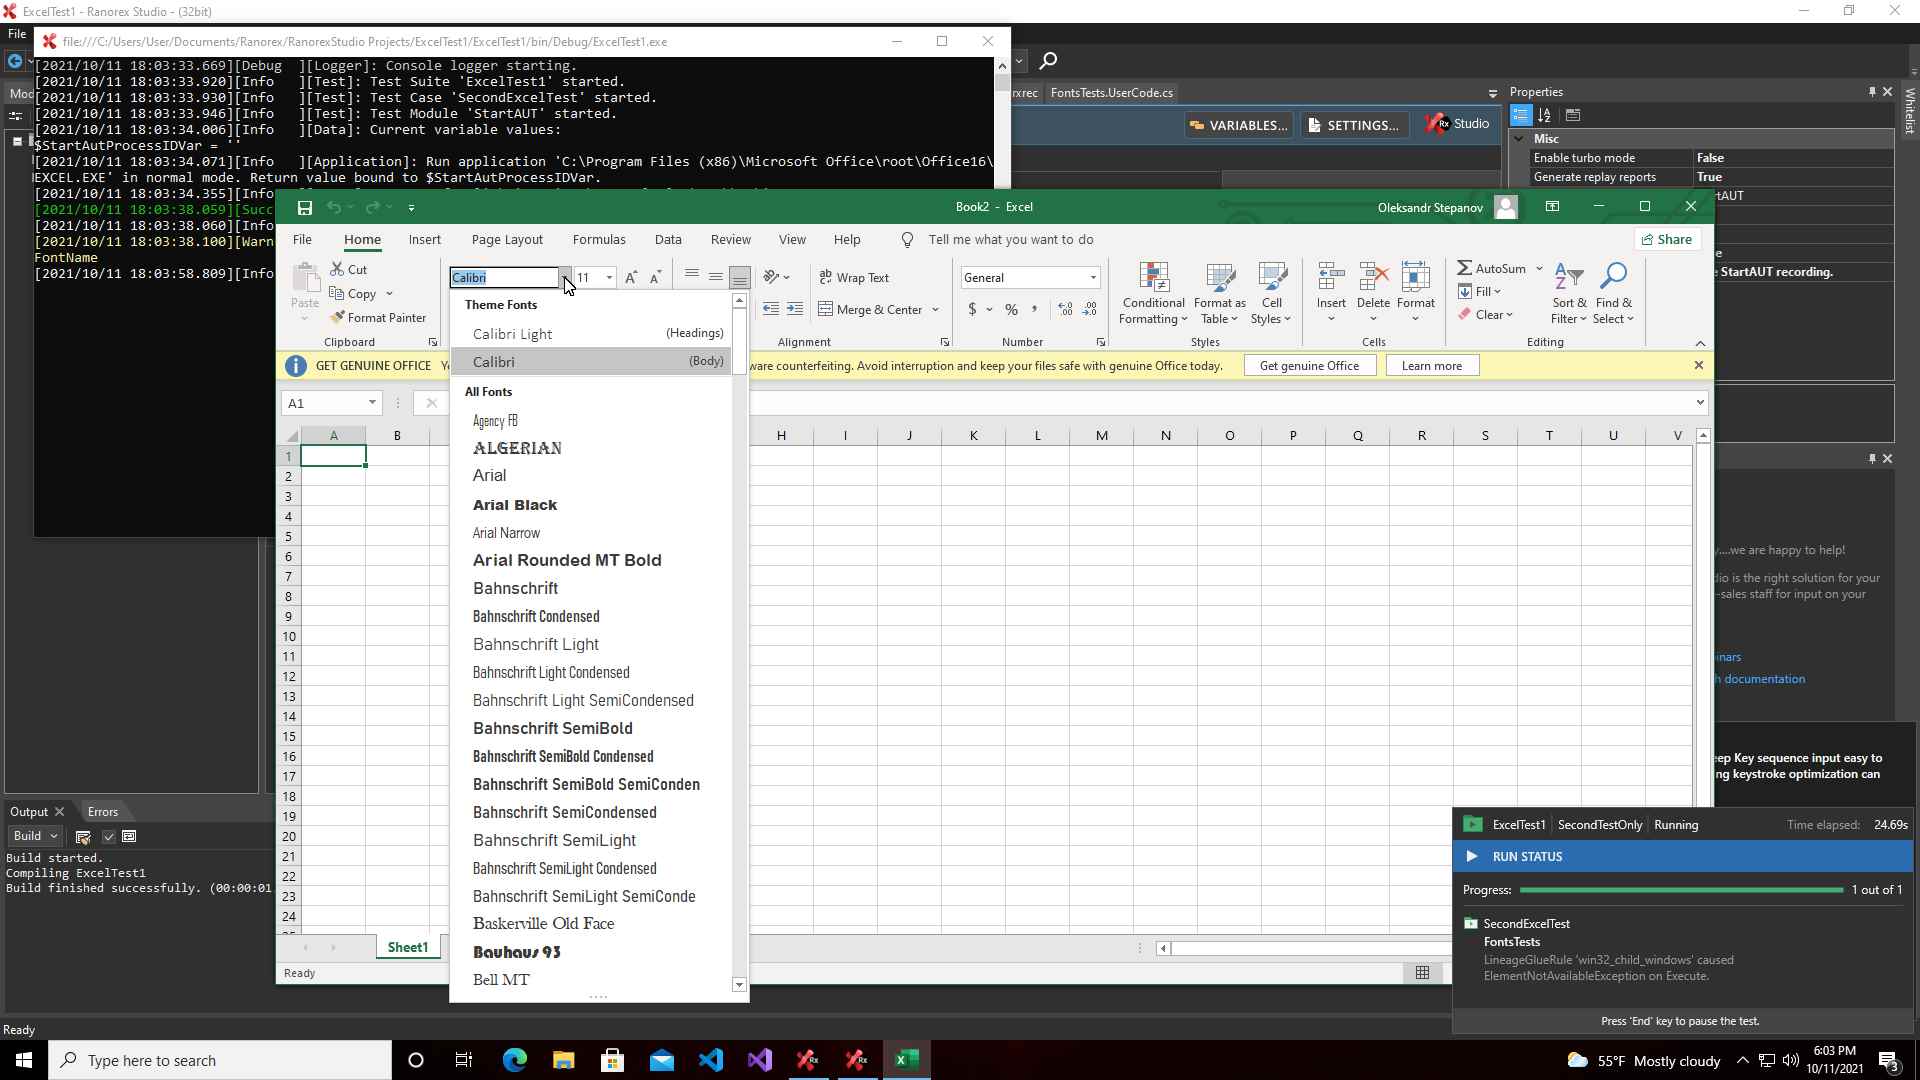 ExcelTest1 - Ranorex Studio - (32bit)
File
file:///C:/Users/User/Documents/Ranorex/RanorexStudio Projects/ExcelTest1/ExcelTest1/bin/Debug/ExcelTest1.exe
[2021/10/11 18:03:33.669][Debug  ][Logger]: Console logger starting.
[2021/10/11 18:03:33.920][Info   ][Test]: Test Suite 'ExcelTest1' started.
[2021/10/11 18:03:33.930][Info   ][Test]: Test Case 'SecondExcelTest' started.
[2021/10/11 18:03:33.946][Info   ][Test]: Test Module 'StartAUT' started.
[2021/10/11 18:03:34.006][Info   ][Data]: Current variable values:
$StartAutProcessIDVar = ''
[2021/10/11 18:03:34.071][Info   ][Application]: Run application 'C:\Program Files (x86)\Microsoft Office\root\Office16\
EXCEL.EXE' in normal mode. Return value bound to $StartAutProcessIDVar.
[2021/10/11 18:03:34.355][Info
[2021/10/11 18:03:38.059][Succ
[2021/10/11 18:03:38.060][Info
[2021/10/11 18:03:38.100][Warn
FontName
[2021/10/11 18:03:58.809][Info
rxrec FontsTests.UserCode.cs
VARIABLES... SETTINGS... Rx Studio
Properties
Misc
Enable turbo mode False
Generate replay reports True
rtAUT
e StartAUT recording.
Whitelist
Book2 - Excel
Oleksandr Stepanov
File Home Insert Page Layout Formulas Data Review View Help Tell me what you want to do Share
Paste
Cut
Copy
Format Painter
Clipboard
Calibri 11
Wrap Text
Merge & Center
Alignment
General
$ %
Number
Conditional Formatting
Format as Table
Cell Styles
Styles
Insert Delete Format
Cells
AutoSum
Fill
Clear
Sort & Filter
Find & Select
Editing
GET GENUINE OFFICE Yo
ware counterfeiting. Avoid interruption and keep your files safe with genuine Office today.
Get genuine Office
Learn more
A1
A B H I J K L M N O P Q R S T U V
1
2
3
4
5
6
7
8
9
10
11
12
13
14
15
16
17
18
19
20
21
22
23
24
Theme Fonts
Calibri Light (Headings)
Calibri (Body)
All Fonts
Agency FB
ALGERIAN
Arial
Arial Black
Arial Narrow
Arial Rounded MT Bold
Bahnschrift
Bahnschrift Condensed
Bahnschrift Light
Bahnschrift Light Condensed
Bahnschrift Light SemiCondensed
Bahnschrift SemiBold
Bahnschrift SemiBold Condensed
Bahnschrift SemiBold SemiConden
Bahnschrift SemiCondensed
Bahnschrift SemiLight
Bahnschrift SemiLight Condensed
Bahnschrift SemiLight SemiConde
Baskerville Old Face
Bauhaus 93
Bell MT
Sheet1
Ready
y....we are happy to help!
dio is the right solution for your
-sales staff for input on your
inars
h documentation
eep Key sequence input easy to
ng keystroke optimization can
Output Errors
Build
Build started.
Compiling ExcelTest1
Build finished successfully. (00:00:01
ExcelTest1 SecondTestOnly Running Time elapsed: 24.69s
RUN STATUS
Progress: 1 out of 1
SecondExcelTest
FontsTests
LineageGlueRule 'win32_child_windows' caused
ElementNotAvailableException on Execute.
Press 'End' key to pause the test.
Ready
Type here to search
55°F Mostly cloudy
6:03 PM
10/11/2021
3